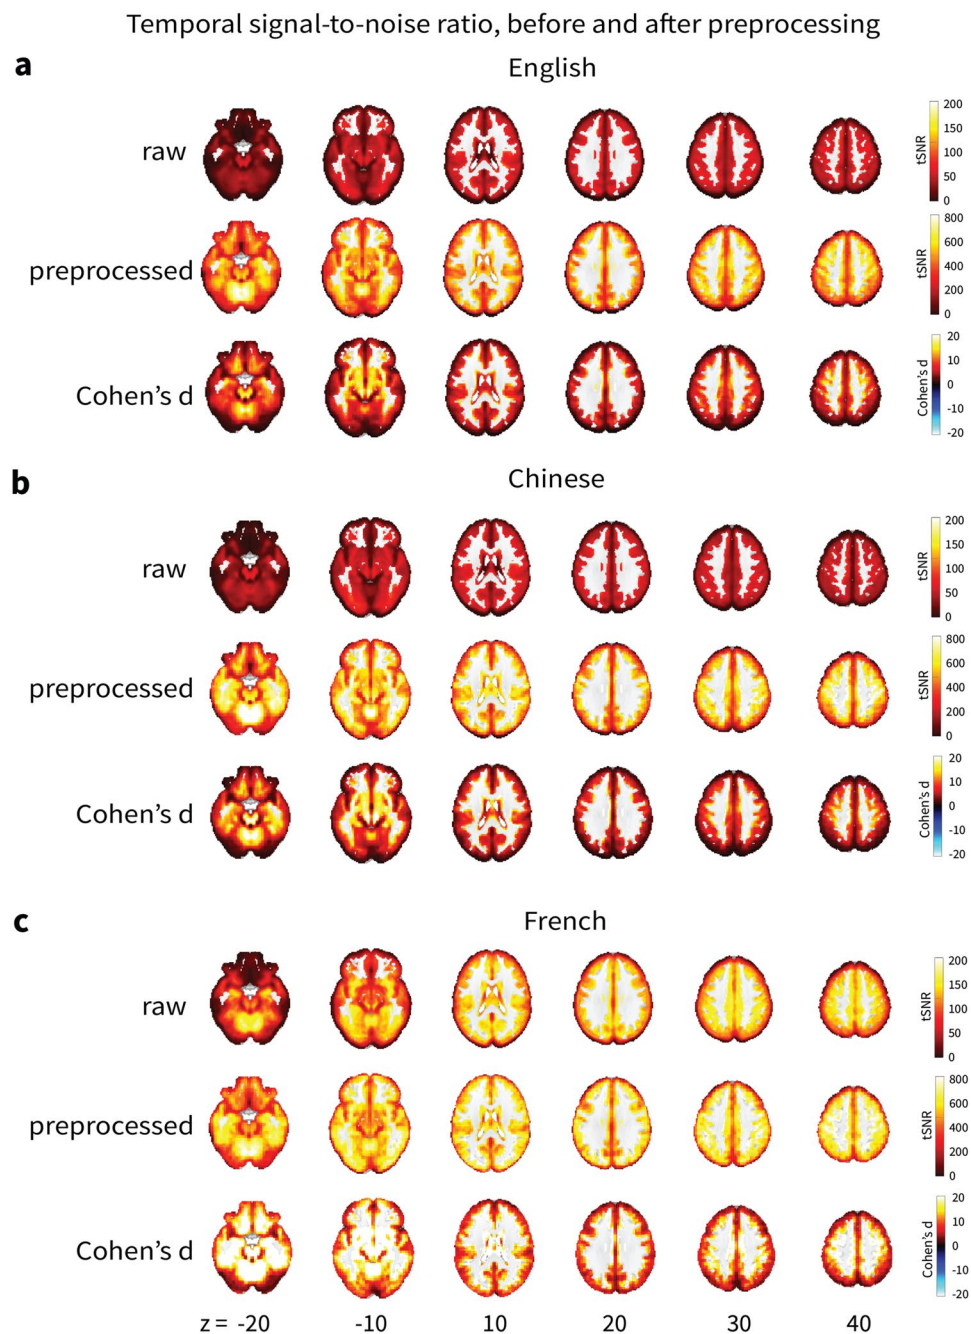 Temporal signal-to-noise ratio, before and after preprocessing
a
English
raw
200
150
100
50
0
tSNR
preprocessed
800
600
400
200
0
tSNR
Cohen's d
20
10
0
-10
-20
Cohen's d
b
Chinese
raw
200
150
100
50
0
tSNR
preprocessed
800
600
400
200
0
tSNR
Cohen's d
20
10
0
-10
-20
Cohen's d
c
French
raw
200
150
100
50
0
tSNR
preprocessed
800
600
400
200
0
tSNR
Cohen's d
20
10
0
-10
-20
Cohen's d
z = -20 -10 10 20 30 40